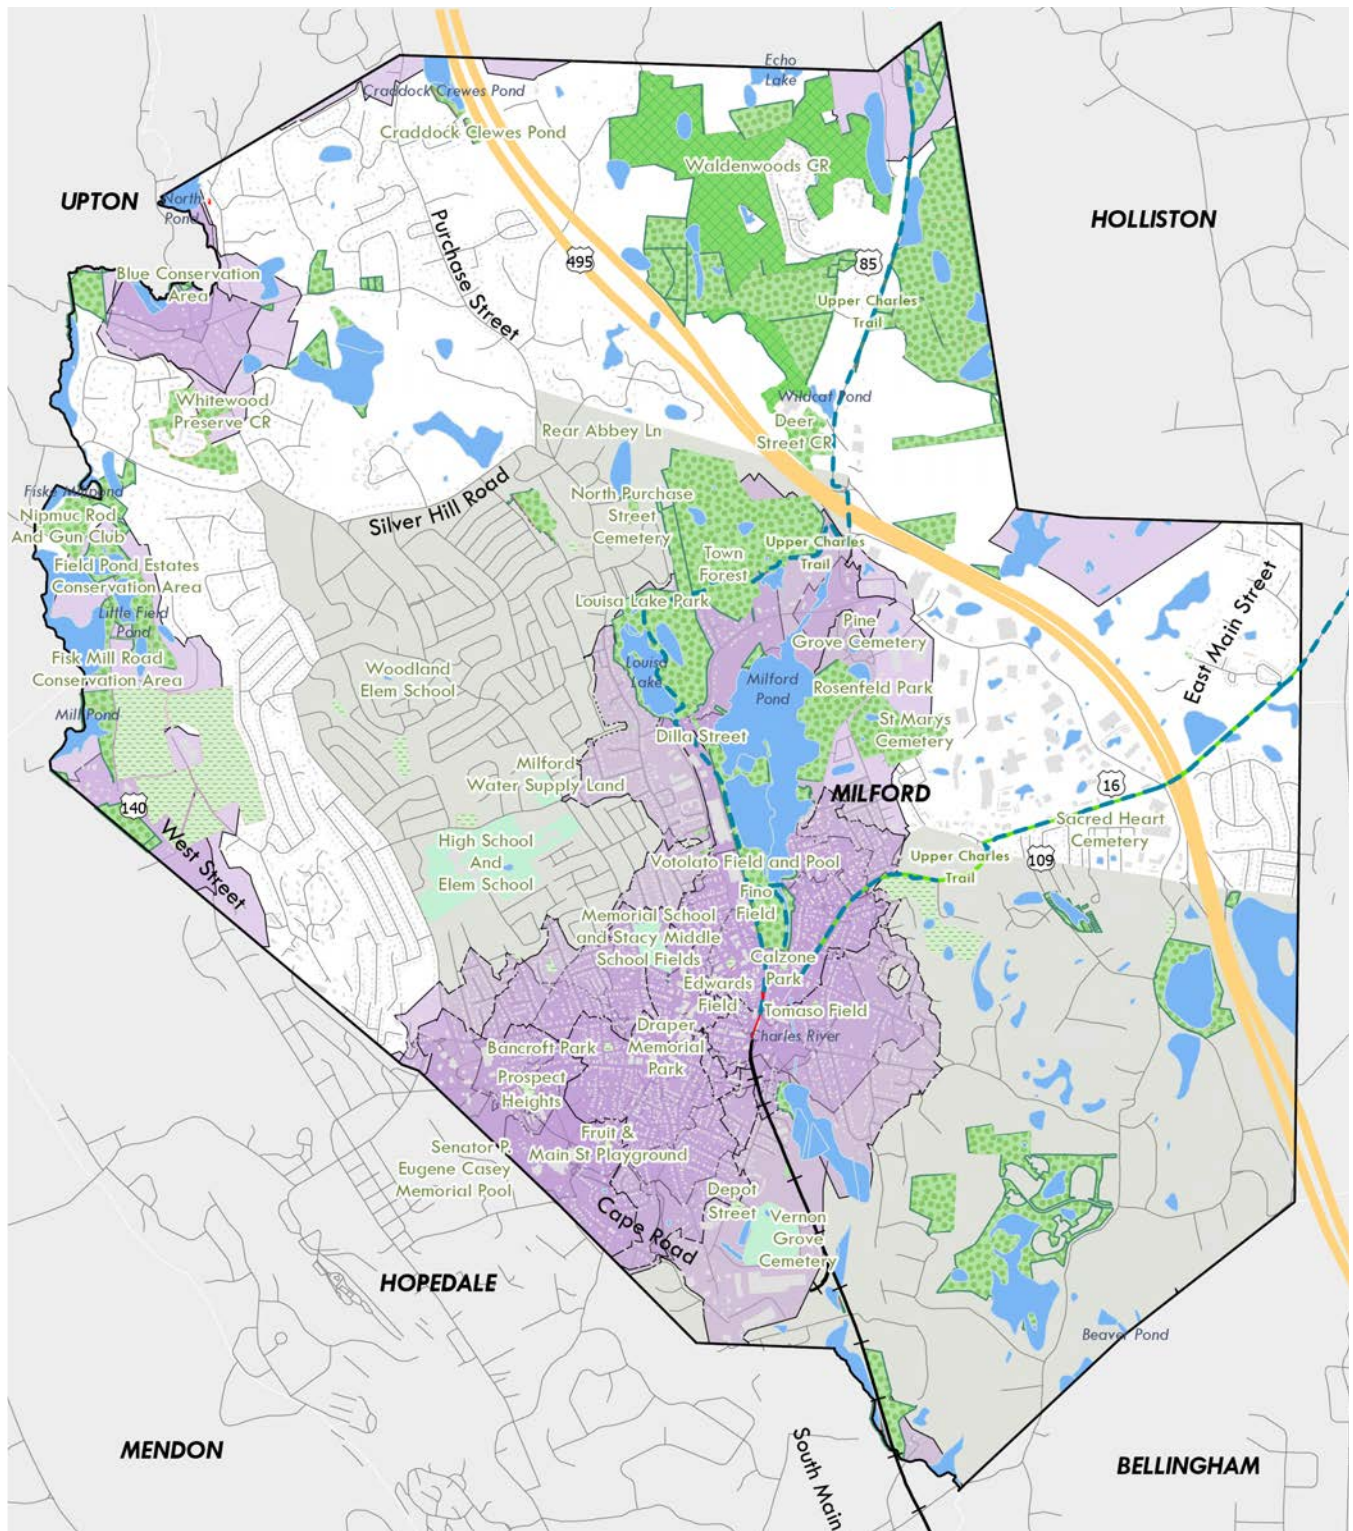 Echo
Lake
Craddock Crewes Pond
Craddock Clewes Pond
Waldenwoods CR
UPTON
North
Pond
HOLLISTON
Purchase Street
495
85
Blue Conservation
Area
Upper Charles
Trail
Whitewood
Preserve CR
Wildcat Pond
Deer
Street CR
Rear Abbey Ln
Silver Hill Road
Fiske Millpond
Nipmuc Rod
And Gun Club
North Purchase
Street
Cemetery
Town
Forest
Upper Charles
Trail
Field Pond Estates
Conservation Area
Little Field
Pond
Louisa Lake Park
Pine
Grove Cemetery
East Main Street
Fisk Mill Road
Conservation Area
Woodland
Elem School
Louisa
Lake
Milford
Pond
Rosenfeld Park
Mill Pond
Dilla Street
St Marys
Cemetery
Milford
Water Supply Land
MILFORD
16
140
West Street
Sacred Heart
Cemetery
High School
And
Elem School
Votolato Field and Pool
Upper Charles
Trail
109
Fino
Field
Memorial School
and Stacy Middle
School Fields
Calzone
Park
Edwards
Field
Tomaso Field
Draper
Memorial
Park
Charles River
Bancroft Park
Prospect
Heights
Fruit &
Main St Playground
Senator P.
Eugene Casey
Memorial Pool
Depot
Street
Cape Road
Vernon
Grove
Cemetery
HOPEDALE
Beaver Pond
MENDON
South Main
BELLINGHAM